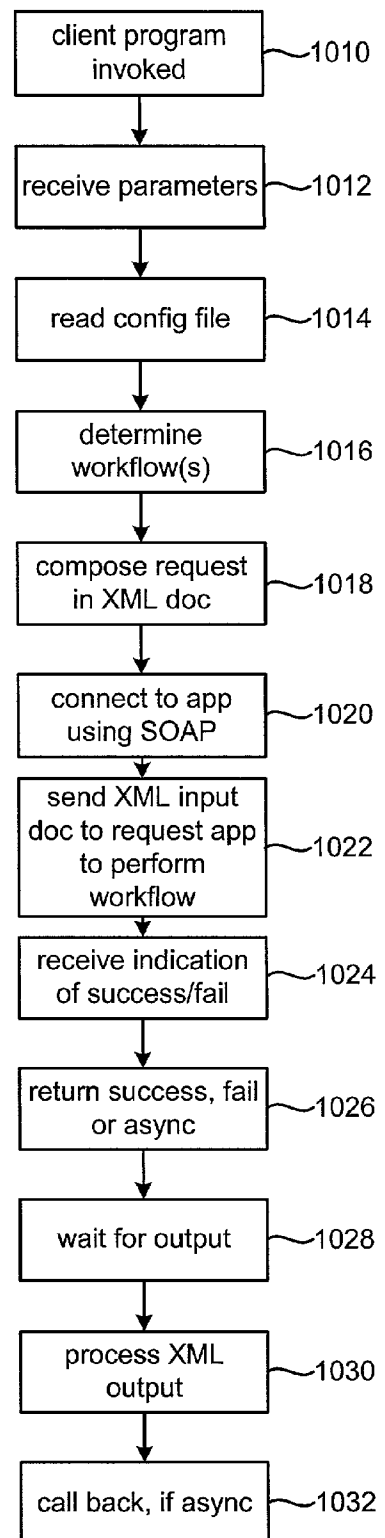 client program
invoked
1010
receive parameters
1012
read config file
1014
determine
workflow(s)
1016
compose request
in XML doc
1018
connect to app
using SOAP
1020
send XML input
doc to request app
to perform
workflow
1022
receive indication
of success/fail
1024
return success, fail
or async
1026
wait for output
1028
process XML
output
1030
call back, if async
1032